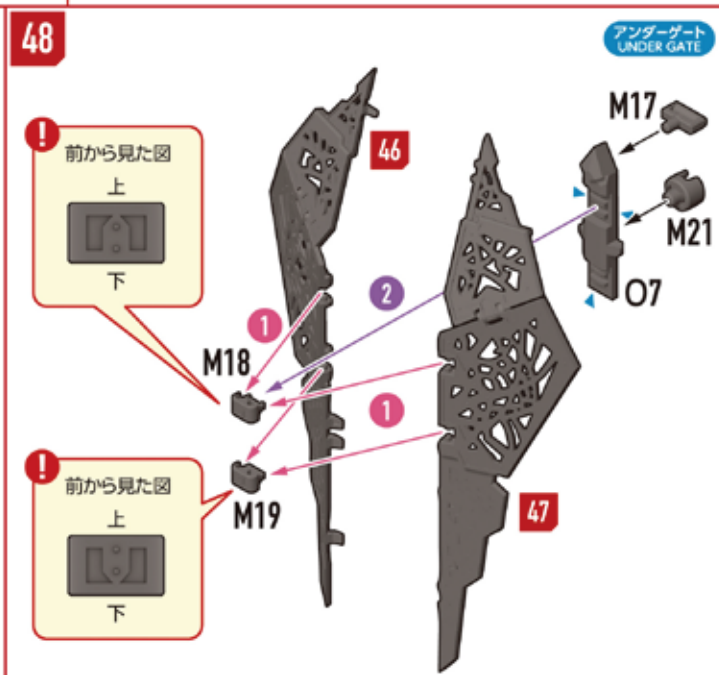 48
アンダーゲート
UNDER GATE
M17
!
前から見た図
上
下
46
M21
O7
2
1
M18
1
!
前から見た図
上
下
M19
47